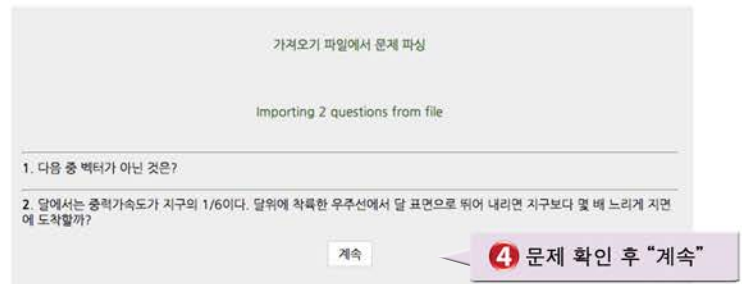 가져오기 파일에서 문제 파싱
Importing 2 questions from file
1. 다음 중 벡터가 아닌 것은?
2. 달에서는 중력가속도가 지구의 1/6이다. 달위에 착륙한 우주선에서 달 표면으로 뛰어 내리면 지구보다 몇 배 느리게 지면
에 도착할까?
계속
4 문제 확인 후 “계속”